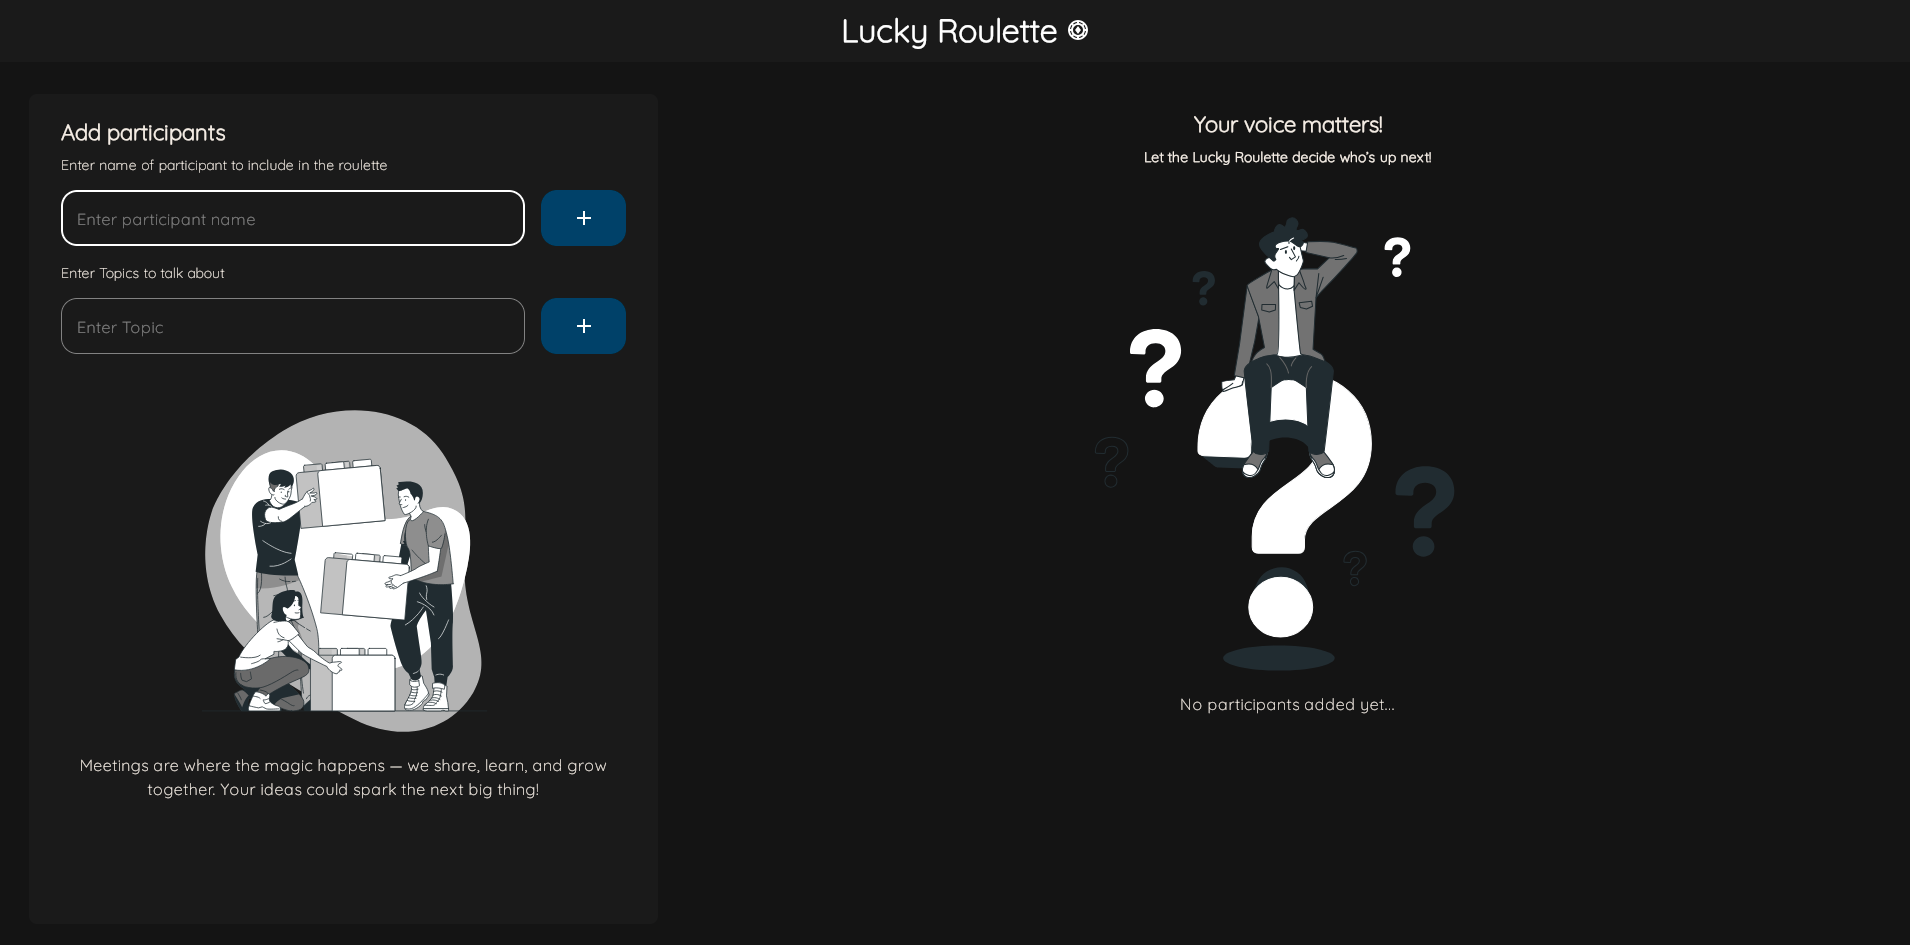 Lucky Roulette
Add participants
Enter name of participant to include in the roulette
Enter participant name
Enter Topics to talk about
Enter Topic
Meetings are where the magic happens — we share, learn, and grow
together. Your ideas could spark the next big thing!
Your voice matters!
Let the Lucky Roulette decide who's up next!
?
?
?
?
?
?
?
No participants added yet...